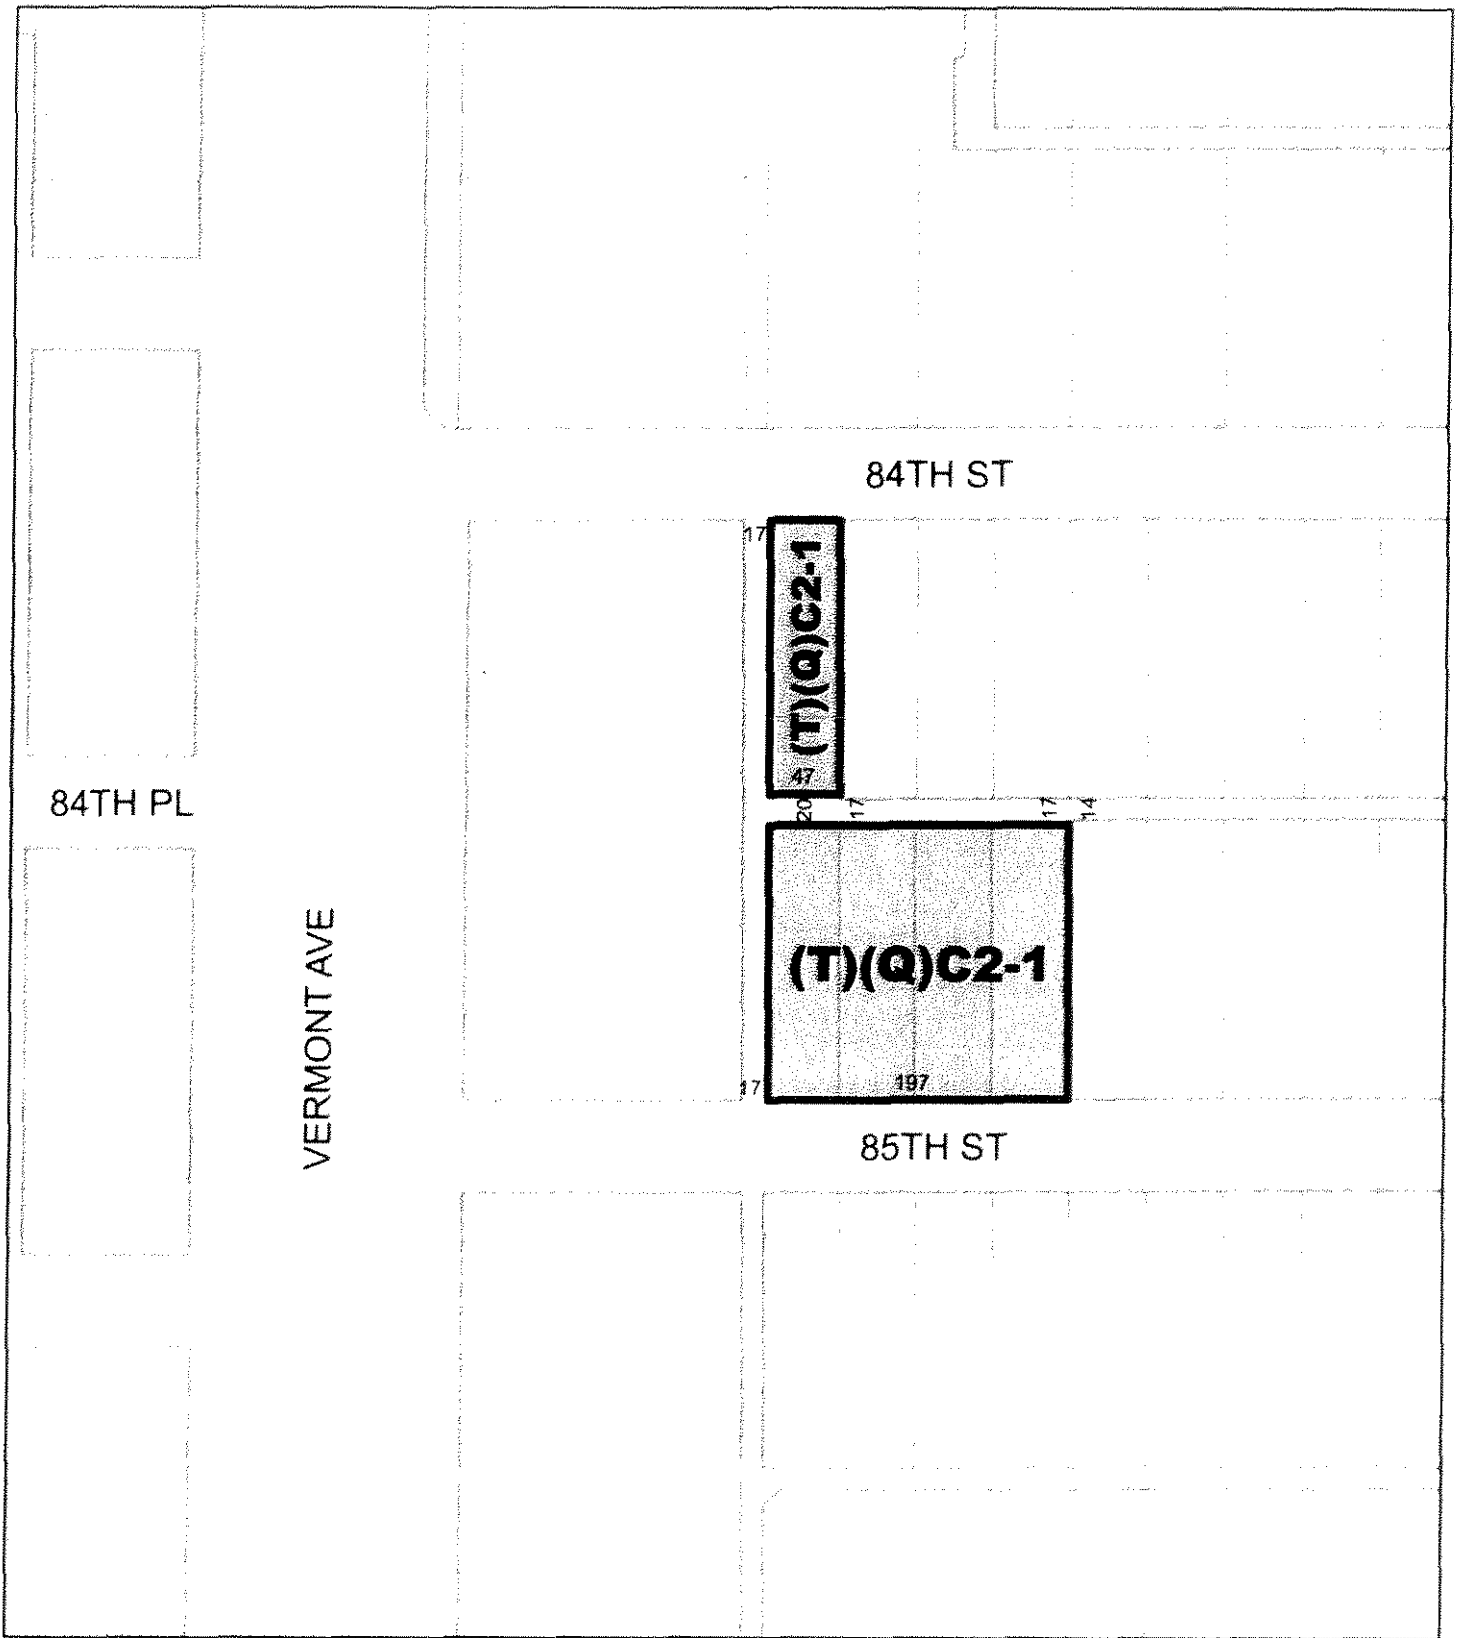 84TH ST
17
(T)(Q)C2-1
47
84TH PL
20
17
17
14
VERMONT AVE
(T)(Q)C2-1
17
197
85TH ST